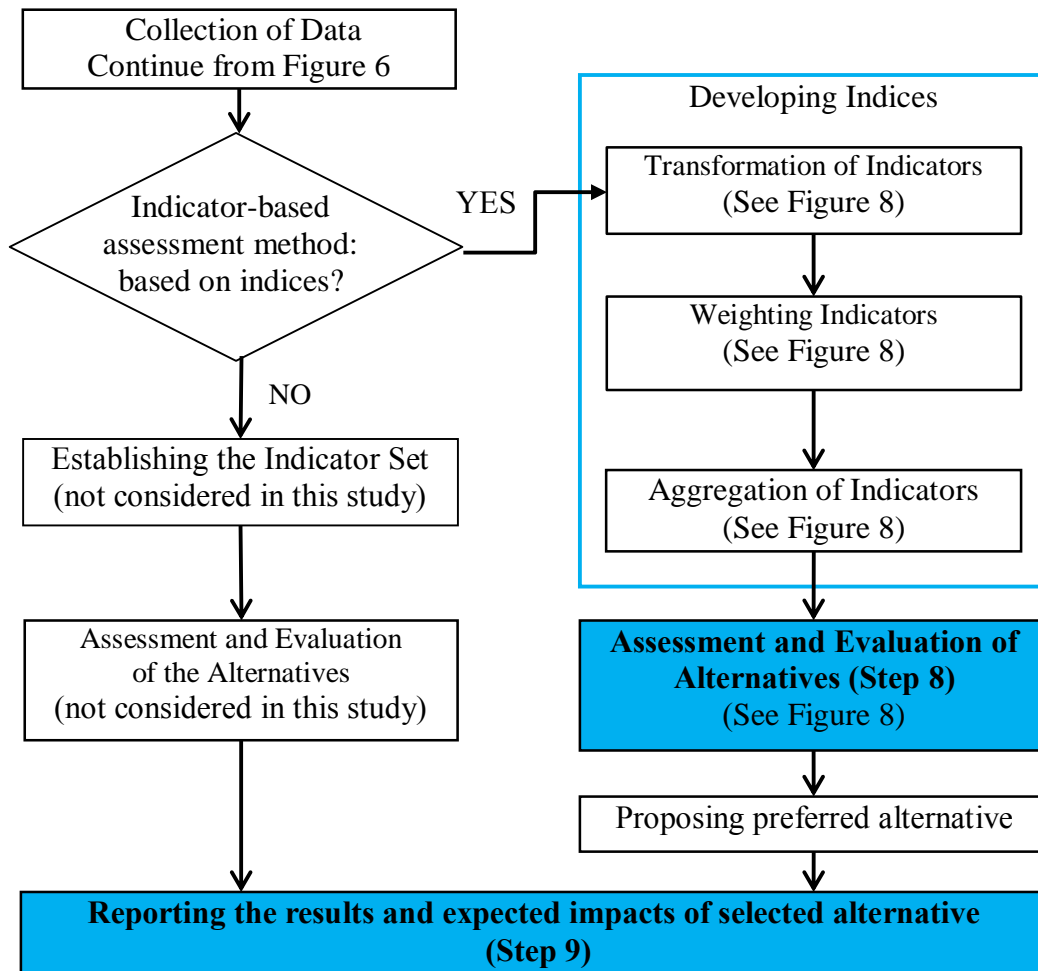 Collection of Data
Continue from Figure 6
Indicator-based
assessment method:
based on indices?
YES
NO
Developing Indices
Transformation of Indicators
(See Figure 8)
Weighting Indicators
(See Figure 8)
Aggregation of Indicators
(See Figure 8)
Establishing the Indicator Set
(not considered in this study)
Assessment and Evaluation
of the Alternatives
(not considered in this study)
Assessment and Evaluation of
Alternatives (Step 8)
(See Figure 8)
Proposing preferred alternative
Reporting the results and expected impacts of selected alternative
(Step 9)